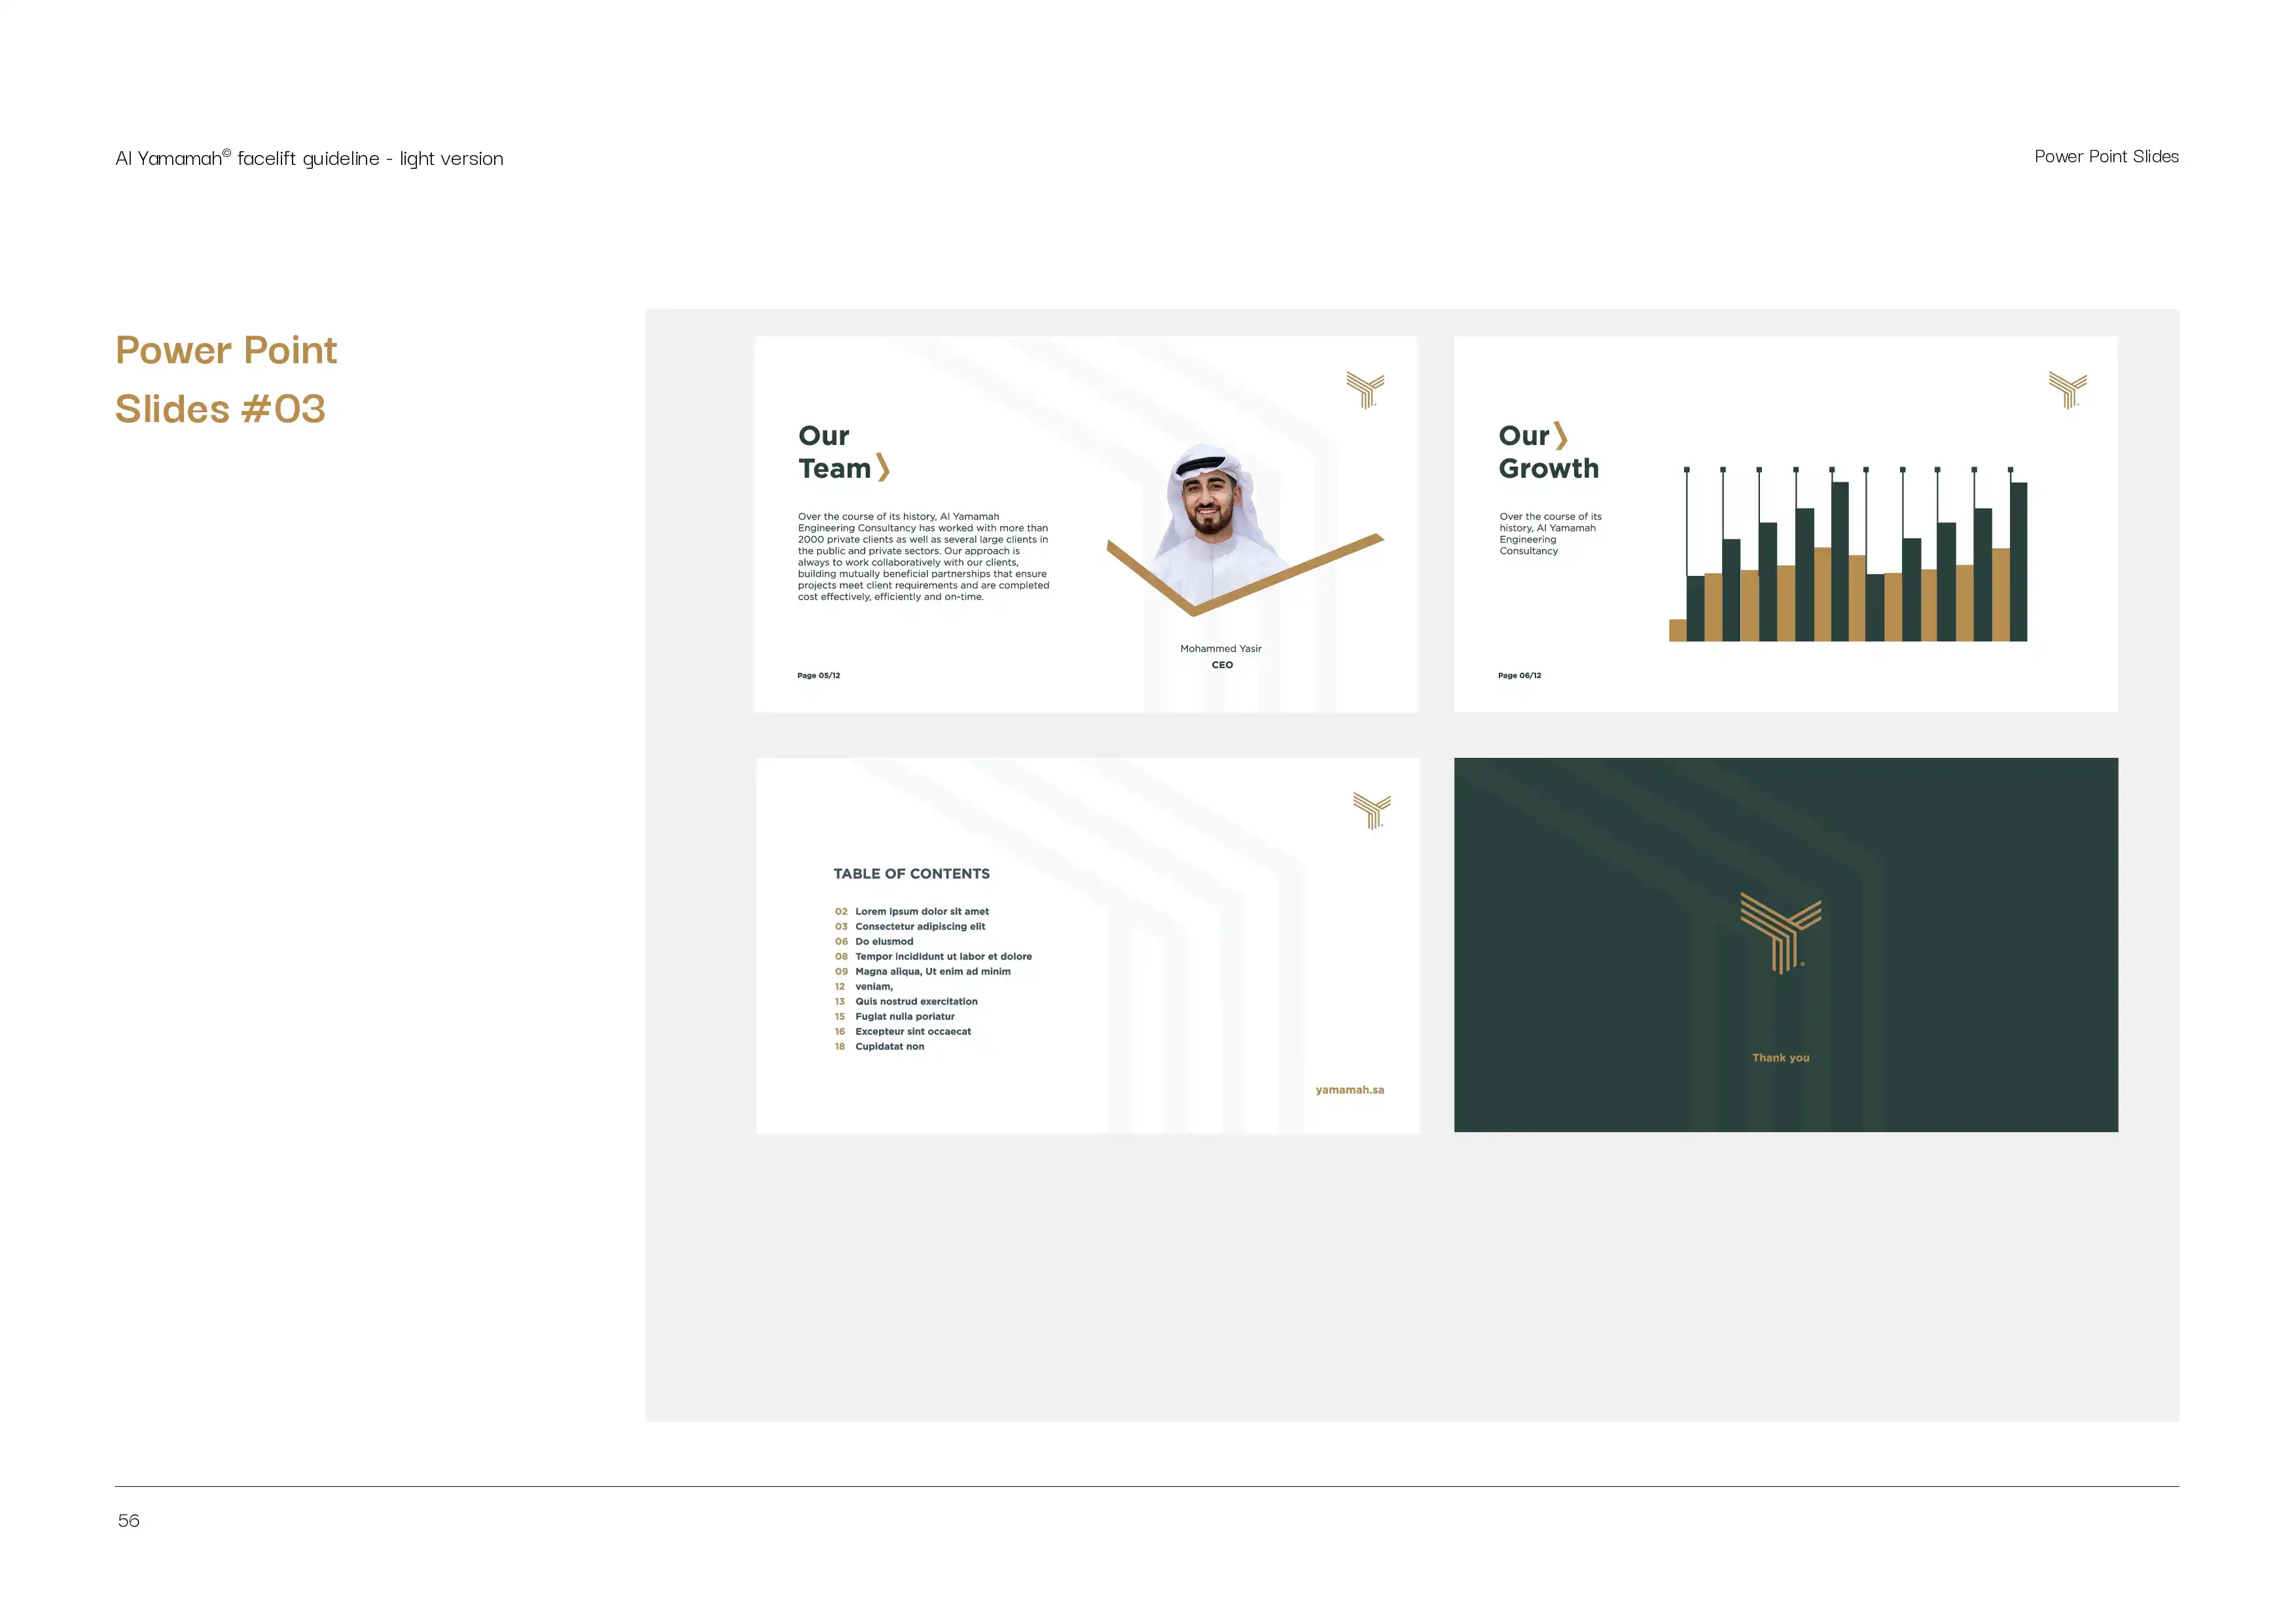 Al Yamamah© facelift guideline - light version
Power Point Slides
Power Point
Slides #03
Our
Team
Over the course of its history, Al Yamamah
Engineering Consultancy has worked with more than
2000 private clients as well as several large clients in
the public and private sectors. Our approach is
always to work collaboratively with our clients,
building mutually beneficial partnerships that ensure
projects meet client requirements and are completed
cost effectively, efficiently and on-time.
Mohammed Yasir
CEO
Page 05/12
Our
Growth
Over the course of its
history, Al Yamamah
Engineering
Consultancy
Page 06/12
TABLE OF CONTENTS
02 Lorem ipsum dolor sit amet
03 Consectetur adipiscing elit
06 Do elusmod
08 Tempor incididunt ut labor et dolore
09 Magna aliqua, Ut enim ad minim
12 veniam,
13 Quis nostrud exercitation
15 Fuglat nulla poriatur
16 Excepteur sint occaecat
18 Cupidatat non
yamamah.sa
Thank you
56